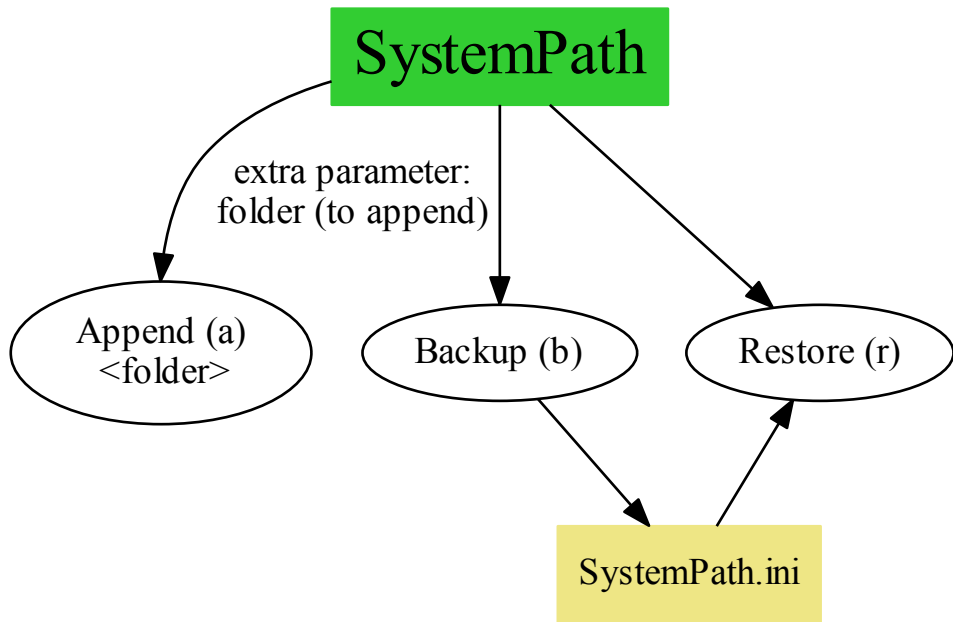 SystemPath
extra parameter:
folder (to append)
Append (a)
<folder>
Backup (b)
Restore (r)
SystemPath.ini